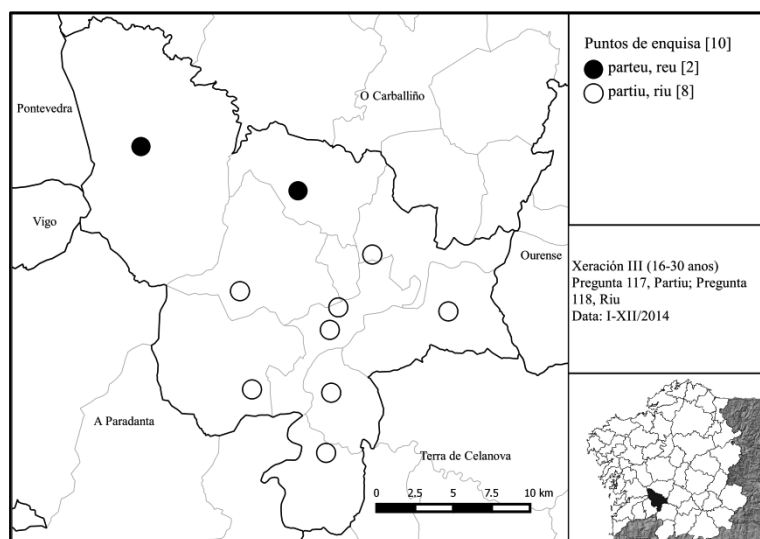 Pontevedra
Vigo
O Carballiño
Ourense
A Paradanta
Terra de Celanova
0 2,5 5 7,5 10 km
Puntos de enquisa [10]
parteu, reu [2]
partiu, riu [8]
Xeración III (16-30 anos)
Pregunta 117, Partiu; Pregunta
118, Riu
Data: I-XII/2014